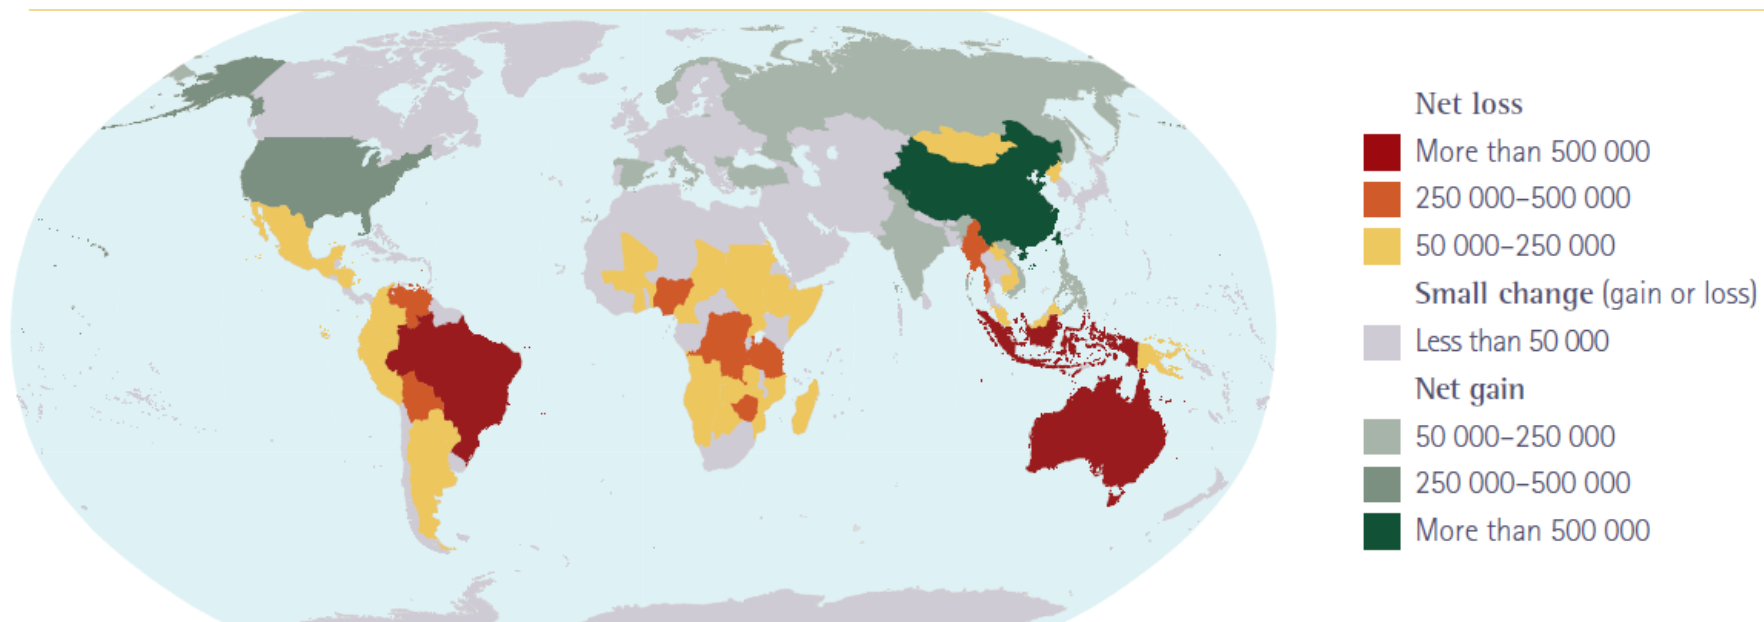 Net loss
More than 500 000
250 000–500 000
50 000–250 000
Small change (gain or loss)
Less than 50 000
Net gain
50 000–250 000
250 000–500 000
More than 500 000